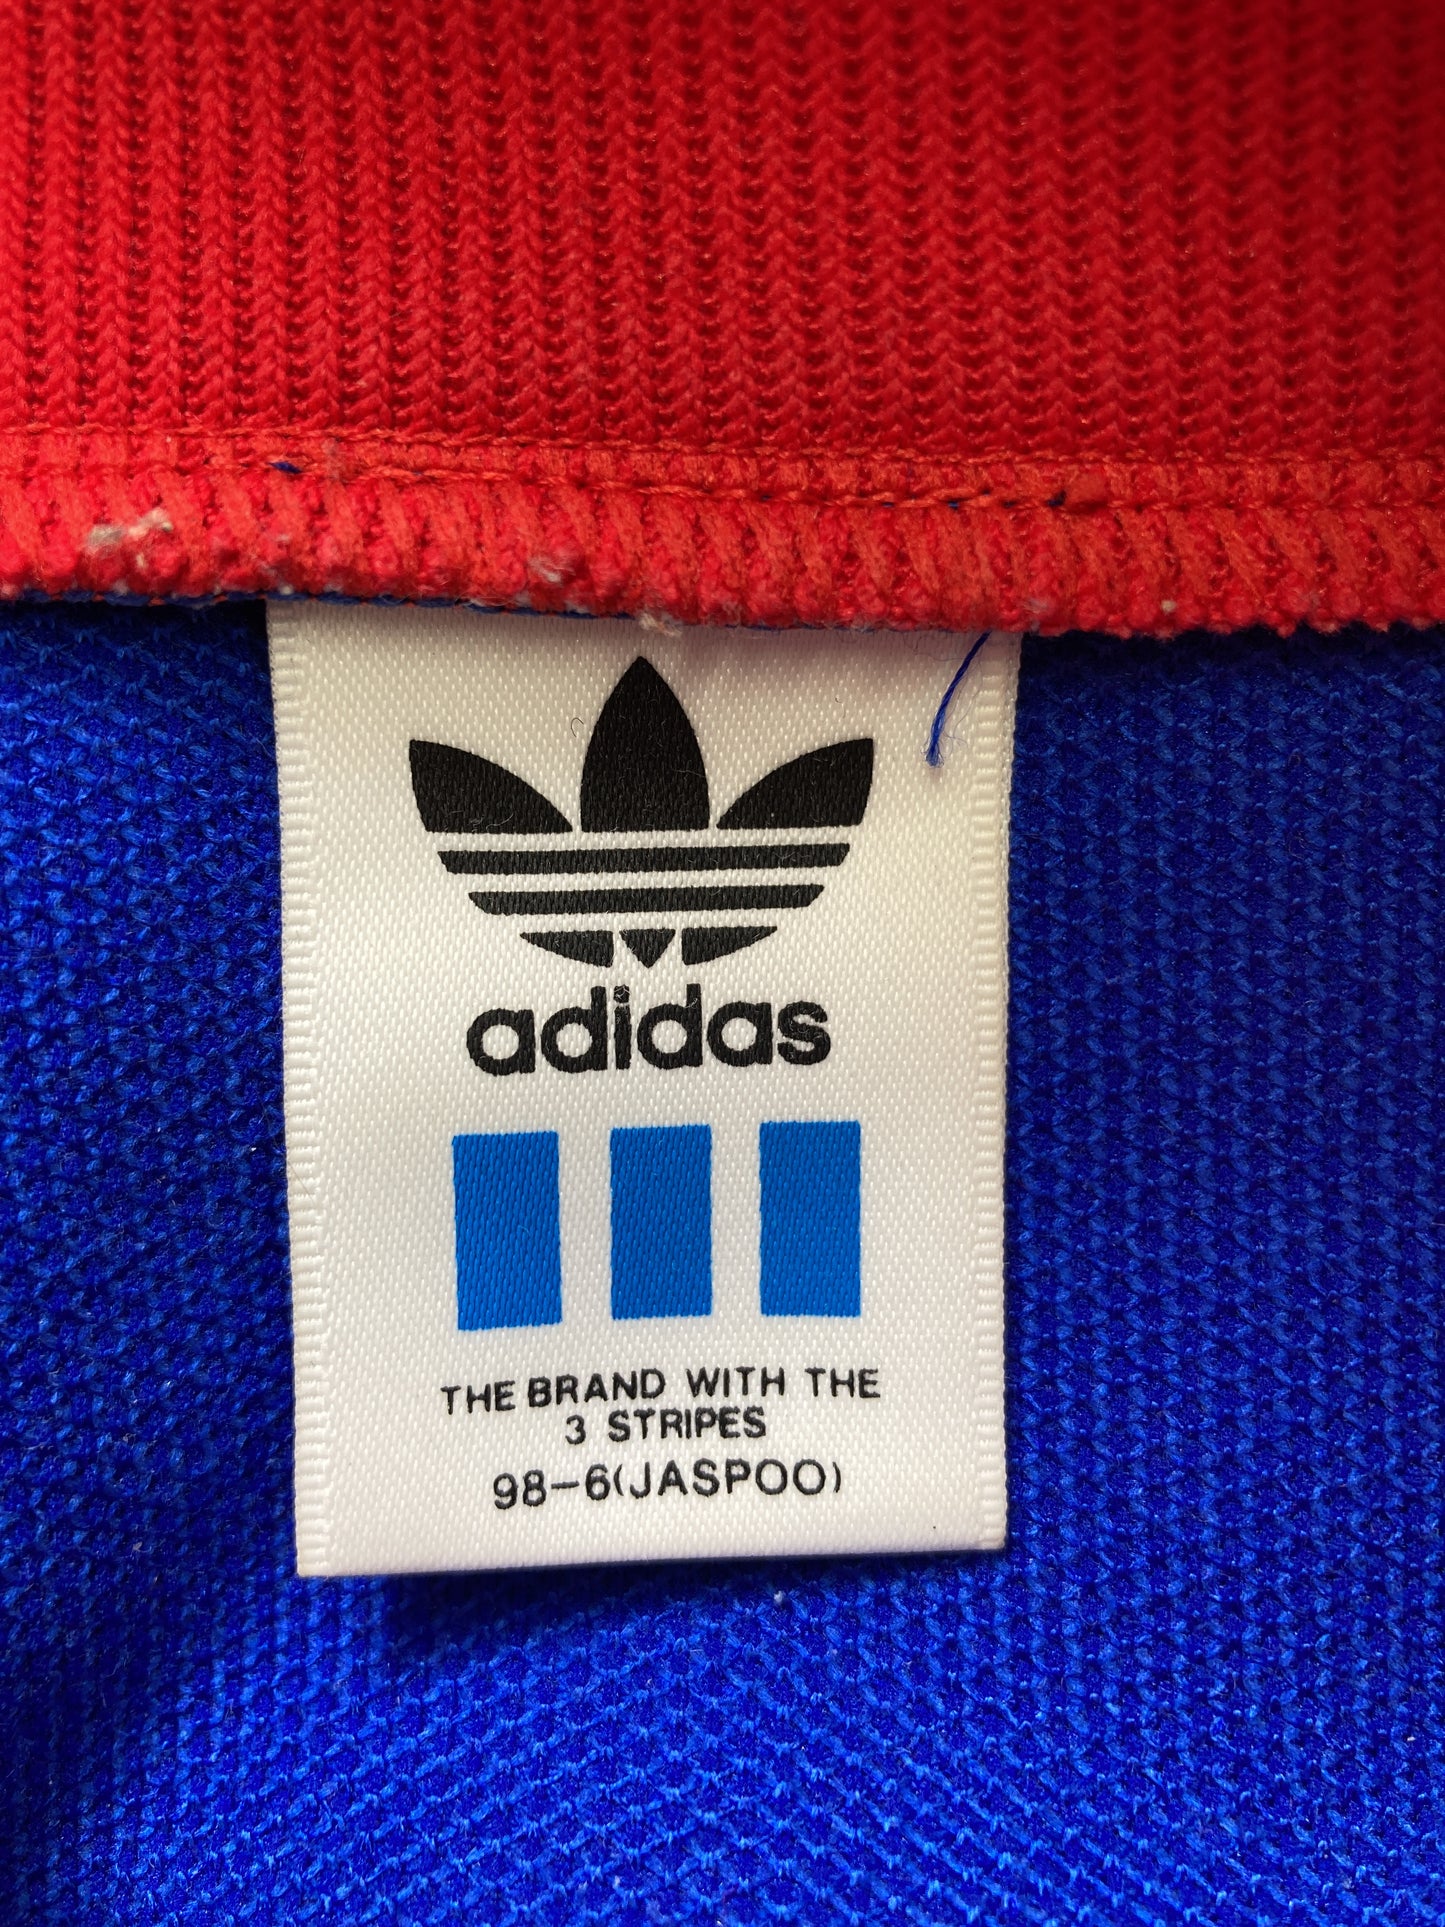 adidas
THE BRAND WITH THE
3 STRIPES
98-6(JASPOO)